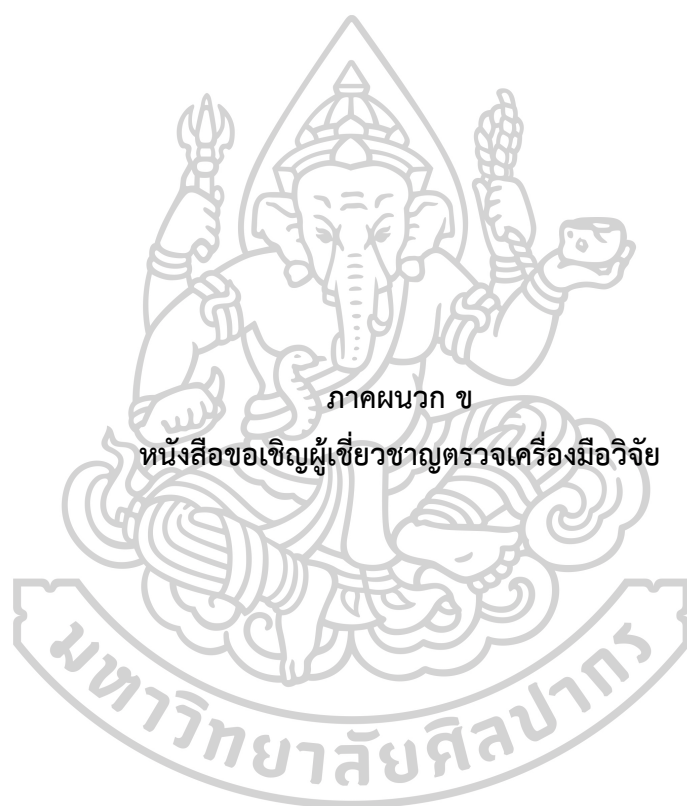 ภาคผนวก ข
หนังสือขอเชิญผู้เชี่ยวชาญตรวจเครื่องมือวิจัย
มหาวิทยาลัยศิลปากร